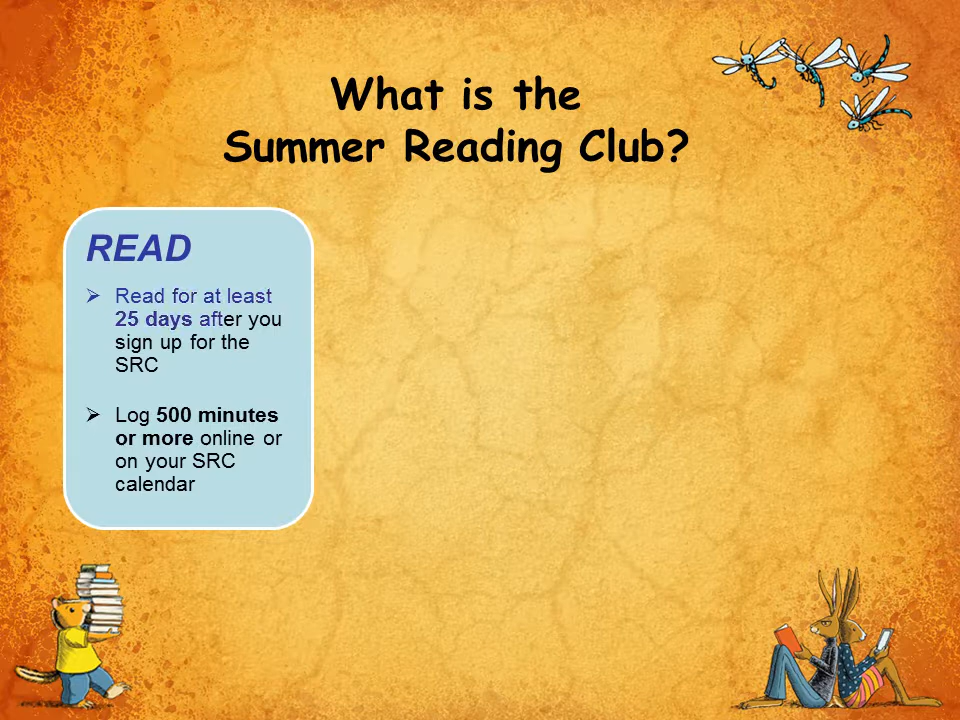 What is the
Summer Reading Club?
READ
➢ Read for at least
25 days after you
sign up for the
SRC
➢ Log 500 minutes
or more online or
on your SRC
calendar